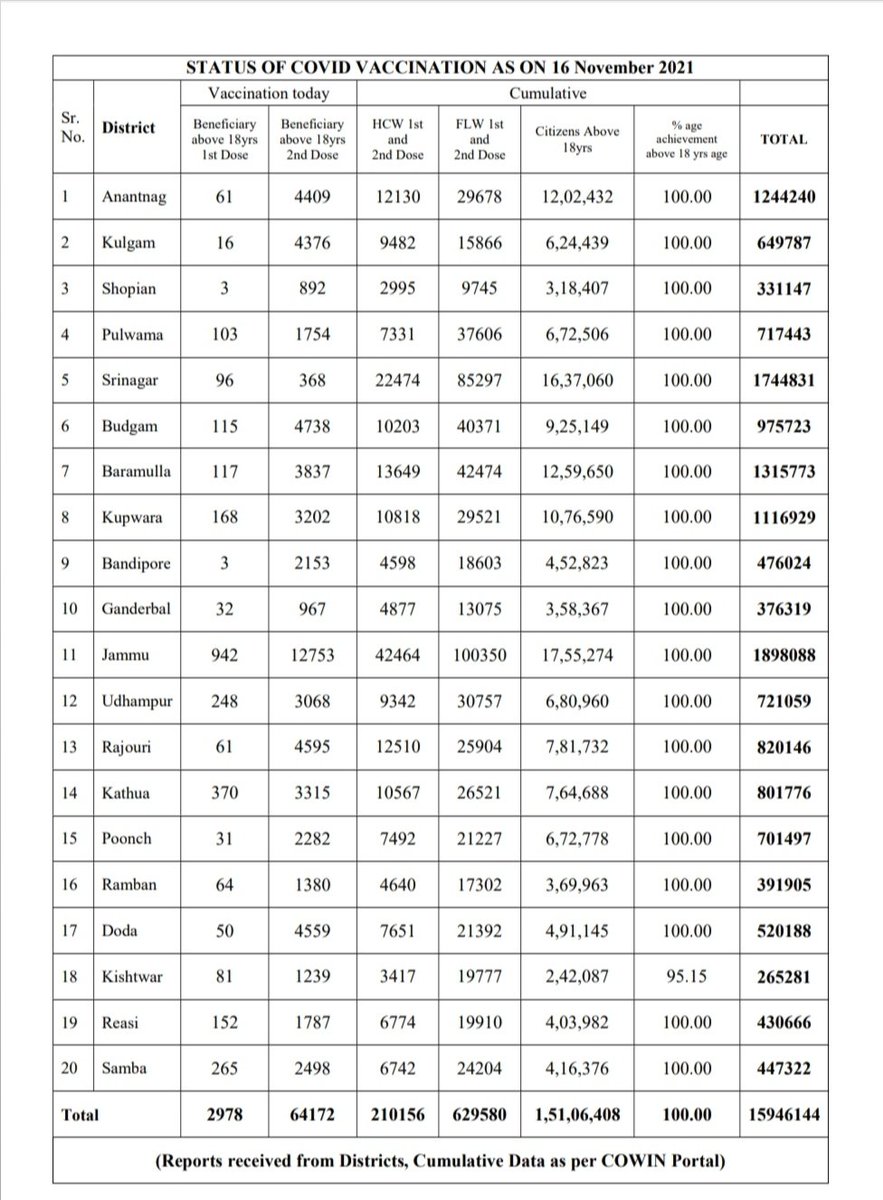 STATUS OF COVID VACCINATION AS ON 16 November 2021
Sr. No. District Vaccination today Cumulative
Beneficiary above 18yrs 1st Dose Beneficiary above 18yrs 2nd Dose HCW 1st and 2nd Dose FLW 1st and 2nd Dose Citizens Above 18yrs % age achievement above 18 yrs age TOTAL
1 Anantnag 61 4409 12130 29678 12,02,432 100.00 1244240
2 Kulgam 16 4376 9482 15866 6,24,439 100.00 649787
3 Shopian 3 892 2995 9745 3,18,407 100.00 331147
4 Pulwama 103 1754 7331 37606 6,72,506 100.00 717443
5 Srinagar 96 368 22474 85297 16,37,060 100.00 1744831
6 Budgam 115 4738 10203 40371 9,25,149 100.00 975723
7 Baramulla 117 3837 13649 42474 12,59,650 100.00 1315773
8 Kupwara 168 3202 10818 29521 10,76,590 100.00 1116929
9 Bandipore 3 2153 4598 18603 4,52,823 100.00 476024
10 Ganderbal 32 967 4877 13075 3,58,367 100.00 376319
11 Jammu 942 12753 42464 100350 17,55,274 100.00 1898088
12 Udhampur 248 3068 9342 30757 6,80,960 100.00 721059
13 Rajouri 61 4595 12510 25904 7,81,732 100.00 820146
14 Kathua 370 3315 10567 26521 7,64,688 100.00 801776
15 Poonch 31 2282 7492 21227 6,72,778 100.00 701497
16 Ramban 64 1380 4640 17302 3,69,963 100.00 391905
17 Doda 50 4559 7651 21392 4,91,145 100.00 520188
18 Kishtwar 81 1239 3417 19777 2,42,087 95.15 265281
19 Reasi 152 1787 6774 19910 4,03,982 100.00 430666
20 Samba 265 2498 6742 24204 4,16,376 100.00 447322
Total 2978 64172 210156 629580 1,51,06,408 100.00 15946144
(Reports received from Districts, Cumulative Data as per COWIN Portal)